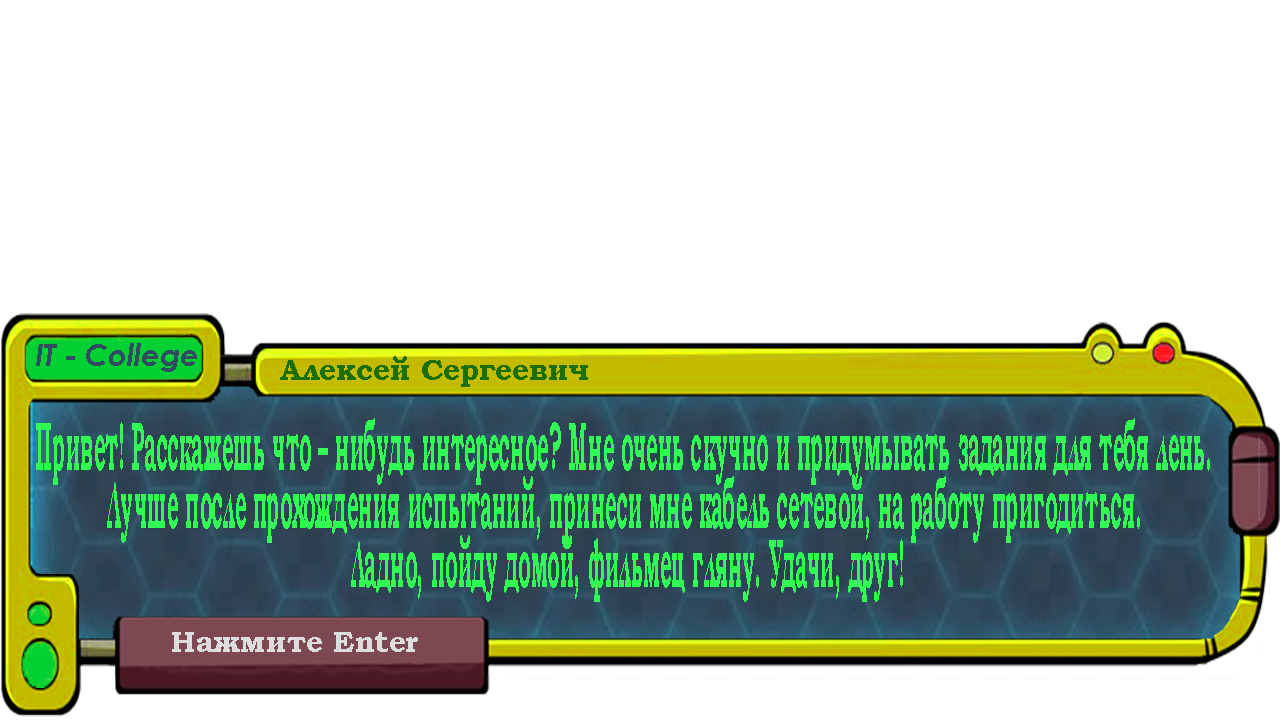 IT - College
Алексей Сергеевич
Привет! Расскажешь что – нибудь интересное? Мне очень скучно и придумывать задания для тебя лень.
Лучше после прохождения испытаний, принеси мне кабель сетевой, на работу пригодиться.
Ладно, пойду домой, фильмец гляну. Удачи, друг!
Нажмите Enter